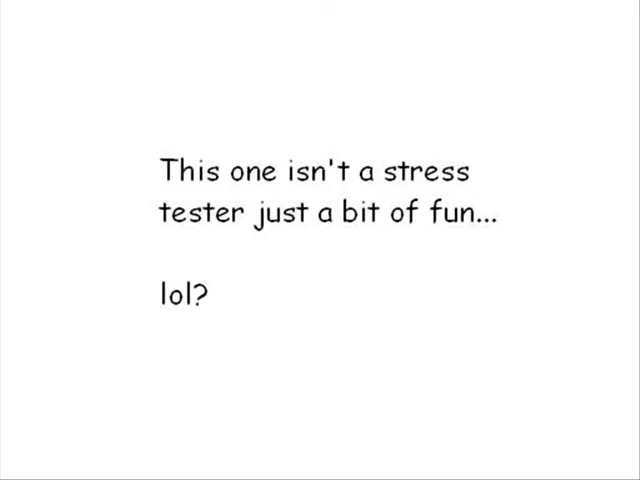 This one isn't a stress
tester just a bit of fun...
lol?